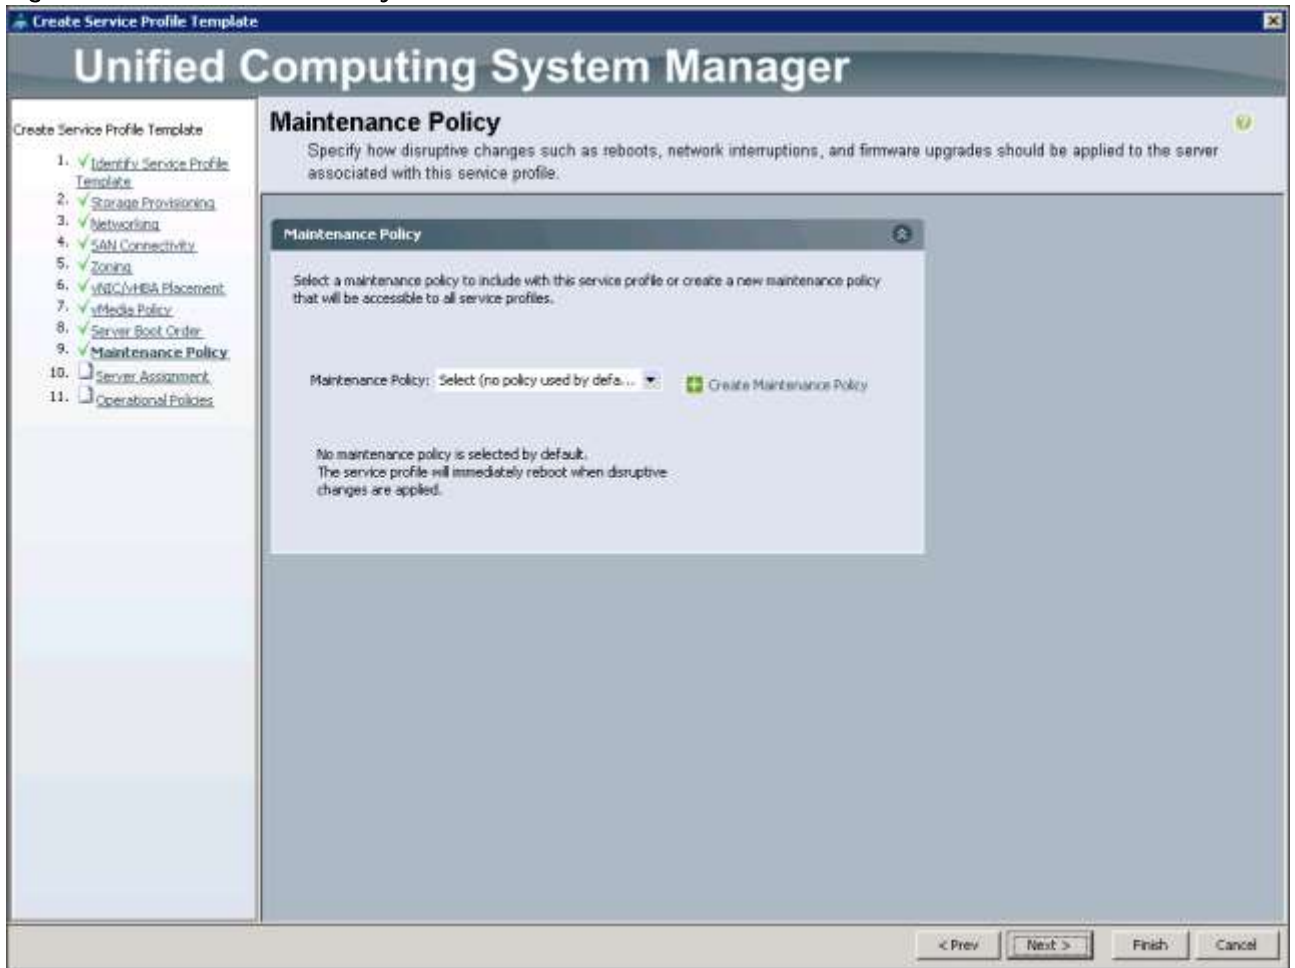 Create Service Profile Template
Unified Computing System Manager
Create Service Profile Template
1. Identify Service Profile
Template
2. Storage Provisioning
3. Networking
4. SAN Connectivity
5. Zoning
6. vNIC/vHBA Placement
7. vMedia Policy
8. Server Boot Order
9. Maintenance Policy
10. Server Assignment
11. Operational Policies
Maintenance Policy
Specify how disruptive changes such as reboots, network interruptions, and firmware upgrades should be applied to the server
associated with this service profile.
Maintenance Policy
Select a maintenance policy to include with this service profile or create a new maintenance policy
that will be accessible to all service profiles.
Maintenance Policy: Select (no policy used by defa... Create Maintenance Policy
No maintenance policy is selected by default.
The service profile will immediately reboot when disruptive
changes are applied.
< Prev Next > Finish Cancel